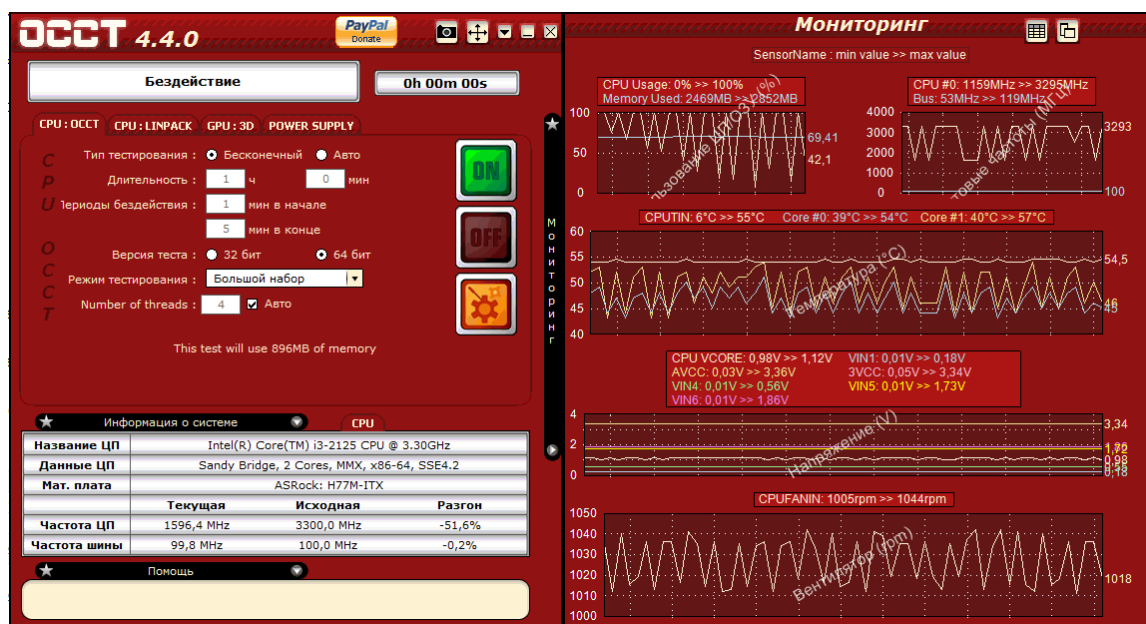 OCCT 4.4.0
PayPal
Donate
Бездействие
0h 00m 00s
CPU : OCCT CPU : LINPACK GPU : 3D POWER SUPPLY
CPU OCCT
Тип тестирования : Бесконечный Авто
Длительность : 1 ч 0 мин
Периоды бездействия : 1 мин в начале
5 мин в конце
Версия теста : 32 бит 64 бит
Режим тестирования : Большой набор
Number of threads : 4 Авто
This test will use 896MB of memory
ON
OFF
Мониторинг
Информация о системе
CPU
Название ЦП Intel(R) Core(TM) i3-2125 CPU @ 3.30GHz
Данные ЦП Sandy Bridge, 2 Cores, MMX, x86-64, SSE4.2
Мат. плата ASRock: H77M-ITX
Текущая Исходная Разгон
Частота ЦП 1596,4 MHz 3300,0 MHz -51,6%
Частота шины 99,8 MHz 100,0 MHz -0,2%
Помощь
Мониторинг
SensorName : min value >> max value
CPU Usage: 0% >> 100%
Memory Used: 2469MB >> 2852MB
100
50
0
69,41
42,1
CPU #0: 1159MHz >> 3295MHz
Bus: 53MHz >> 119MHz
4000
3000
2000
1000
0
3293
100
CPUTIN: 6°C >> 55°C Core #0: 39°C >> 54°C Core #1: 40°C >> 57°C
60
55
50
45
40
Температура (°C)
54,5
46
45
CPU VCORE: 0,98V >> 1,12V VIN1: 0,01V >> 0,18V
AVCC: 0,03V >> 3,36V 3VCC: 0,05V >> 3,34V
VIN4: 0,01V >> 0,56V VIN5: 0,01V >> 1,73V
VIN6: 0,01V >> 1,86V
4
2
0
Напряжение (V)
3,34
1,72
0,98
0,18
CPUFANIN: 1005rpm >> 1044rpm
1050
1040
1030
1020
1010
1000
Вентилятор (rpm)
1018